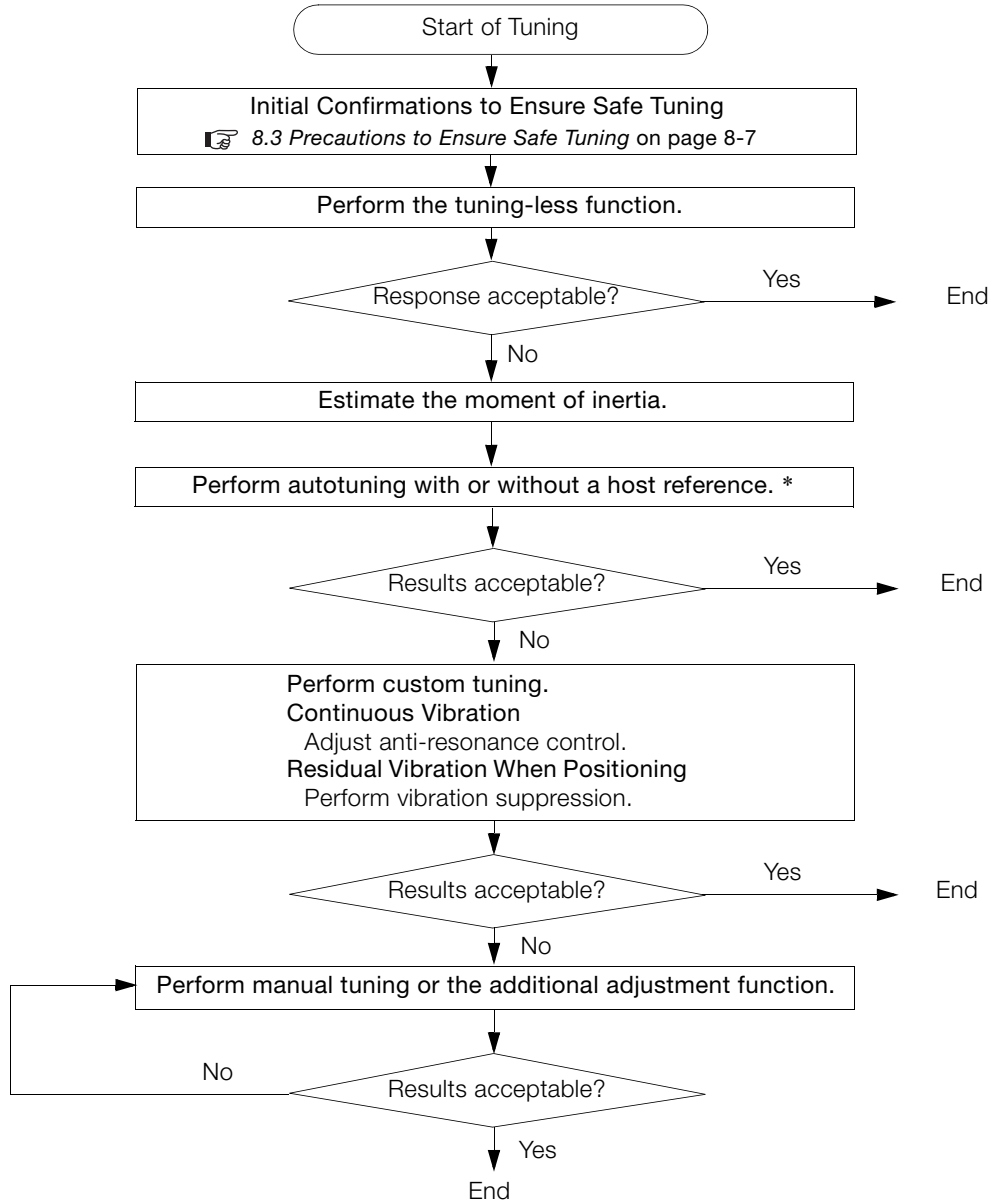 Start of Tuning
Initial Confirmations to Ensure Safe Tuning
8.3 Precautions to Ensure Safe Tuning on page 8-7
Perform the tuning-less function.
Response acceptable?
Yes
End
No
Estimate the moment of inertia.
Perform autotuning with or without a host reference. *
Results acceptable?
Yes
End
No
Perform custom tuning.
Continuous Vibration
Adjust anti-resonance control.
Residual Vibration When Positioning
Perform vibration suppression.
Results acceptable?
Yes
End
No
Perform manual tuning or the additional adjustment function.
No
Results acceptable?
Yes
End